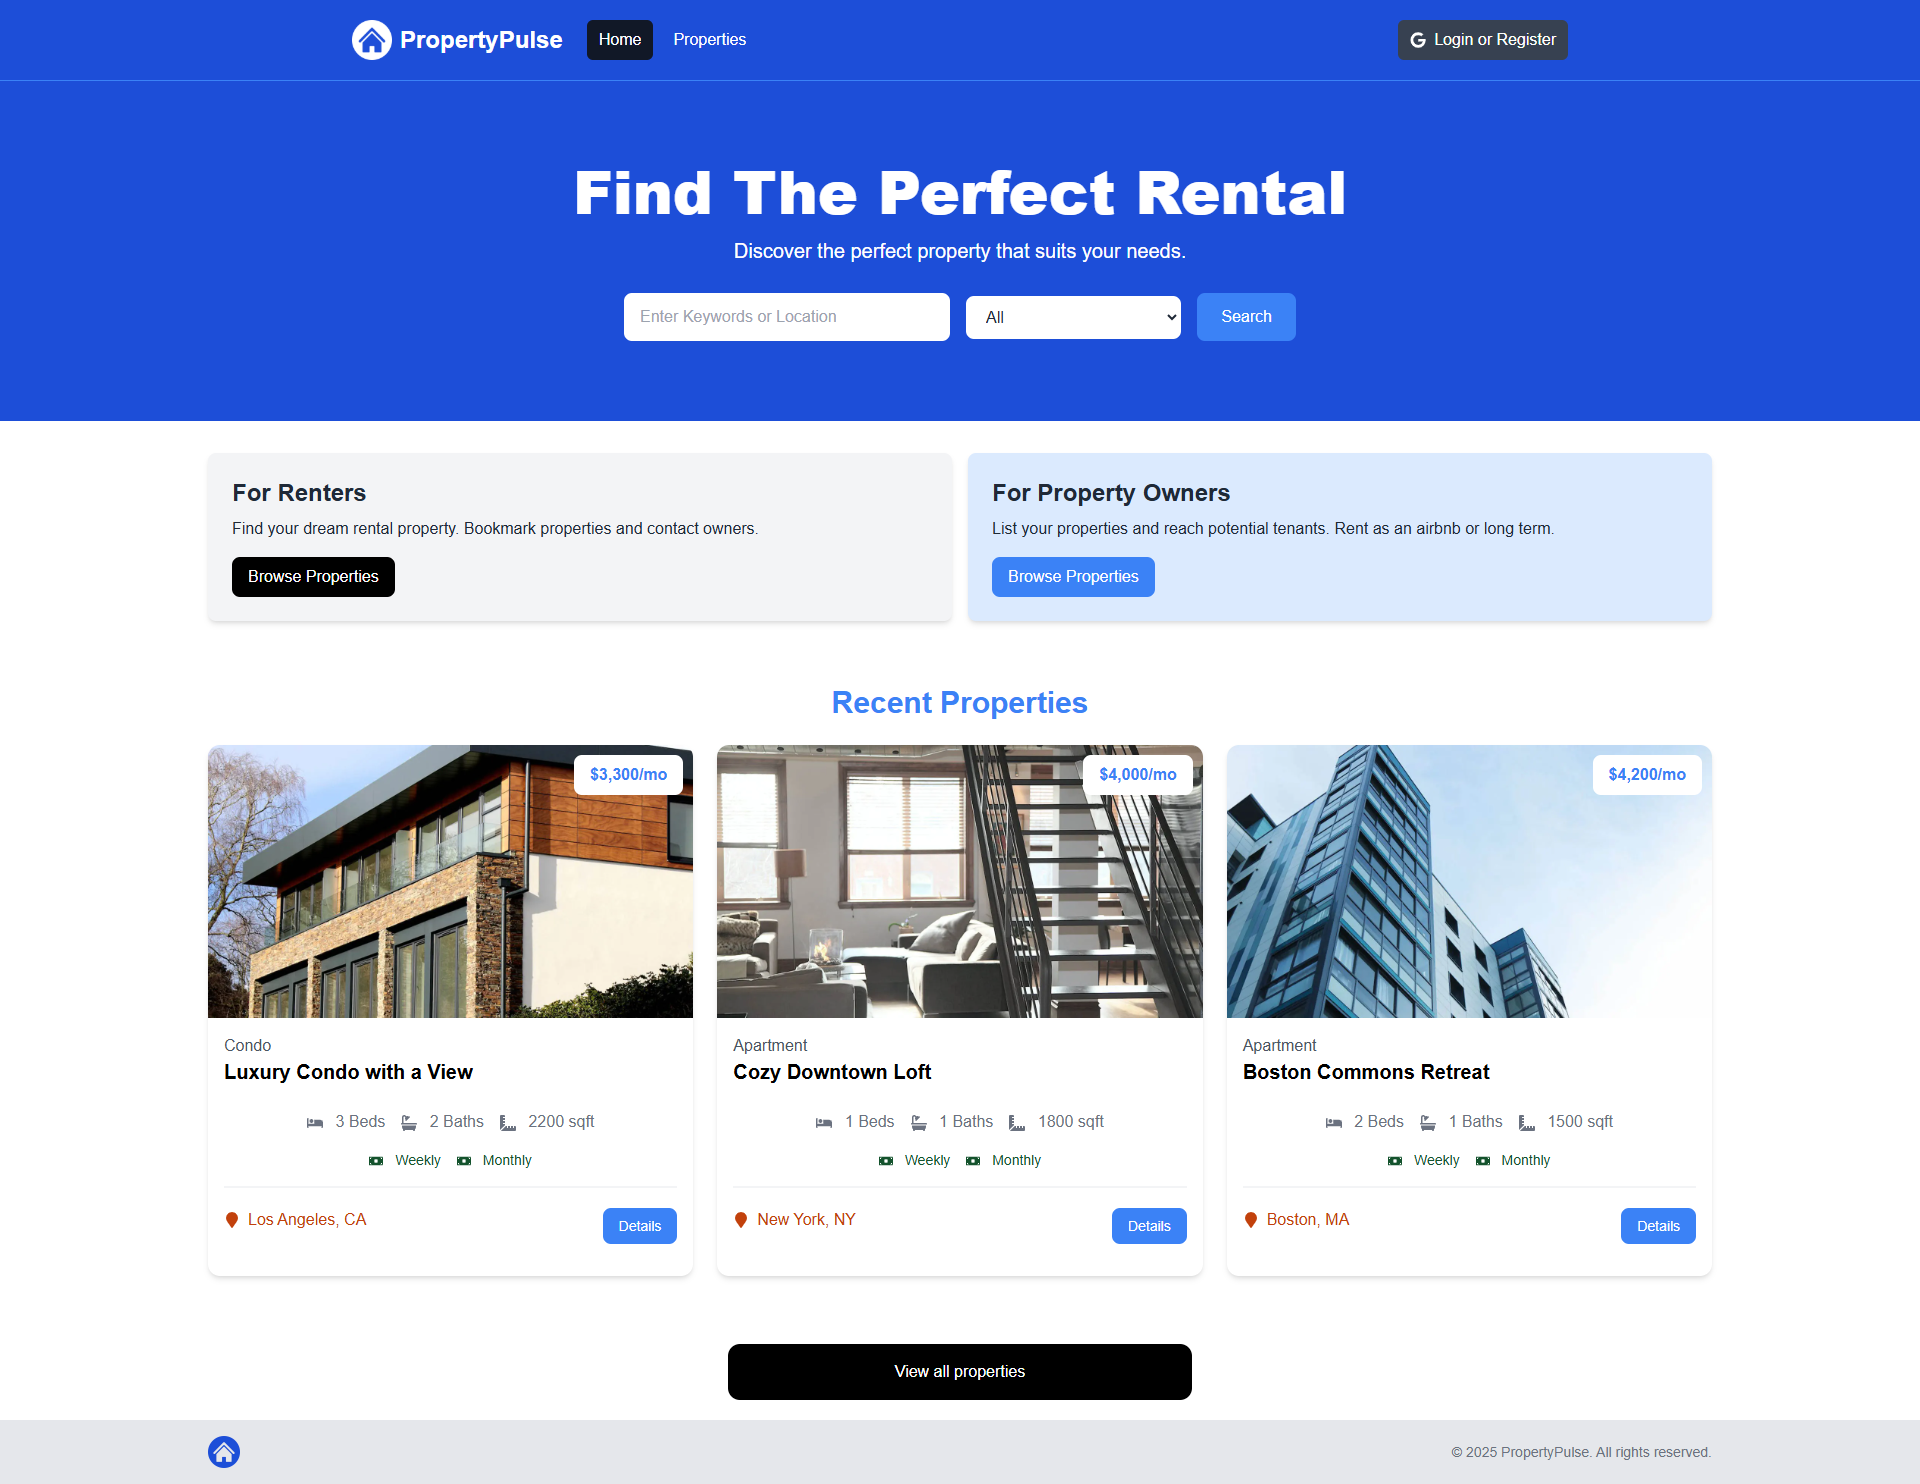 PropertyPulse
Home
Properties
Login or Register
Find The Perfect Rental
Discover the perfect property that suits your needs.
Enter Keywords or Location
All
Search
For Renters
Find your dream rental property. Bookmark properties and contact owners.
Browse Properties
For Property Owners
List your properties and reach potential tenants. Rent as an airbnb or long term.
Browse Properties
Recent Properties
$3,300/mo
Condo
Luxury Condo with a View
3 Beds 2 Baths 2200 sqft
Weekly Monthly
Los Angeles, CA
Details
$4,000/mo
Apartment
Cozy Downtown Loft
1 Beds 1 Baths 1800 sqft
Weekly Monthly
New York, NY
Details
$4,200/mo
Apartment
Boston Commons Retreat
2 Beds 1 Baths 1500 sqft
Weekly Monthly
Boston, MA
Details
View all properties
© 2025 PropertyPulse. All rights reserved.